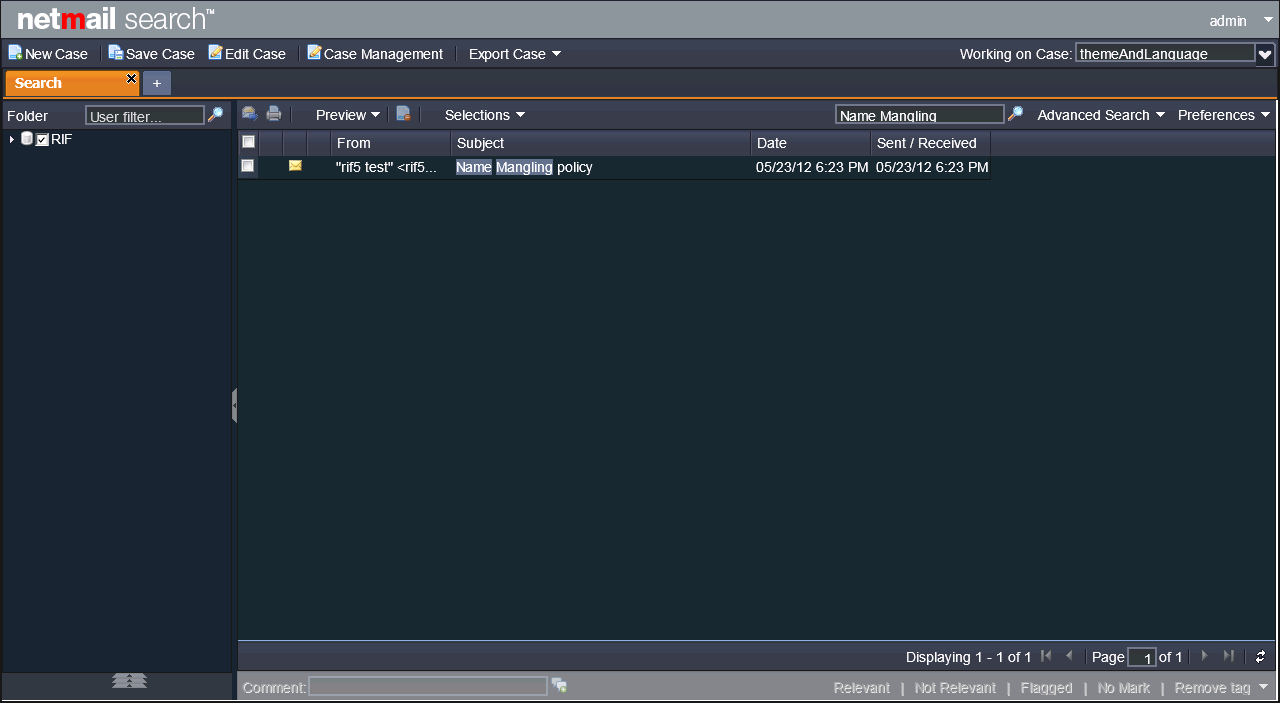 netmail search™
admin
New Case Save Case Edit Case Case Management Export Case Working on Case: themeAndLanguage
Search x +
Folder User filter... Preview Selections Name Mangling Advanced Search Preferences
RIF
From Subject Date Sent / Received
"rif5 test" <rif5... Name Mangling policy 05/23/12 6:23 PM 05/23/12 6:23 PM
Displaying 1 - 1 of 1 Page 1 of 1
Comment: Relevant | Not Relevant | Flagged | No Mark | Remove tag